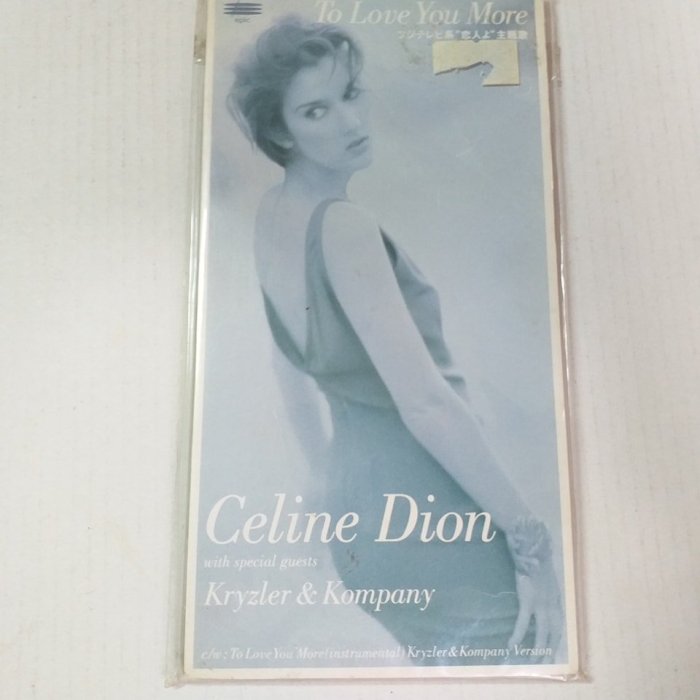 epic
To Love You More
フジテレビ系"恋人よ"主題歌
Celine Dion
with special guests
Kryzler & Kompany
c/w : To Love You More (instrumental) Kryzler & Kompany Version